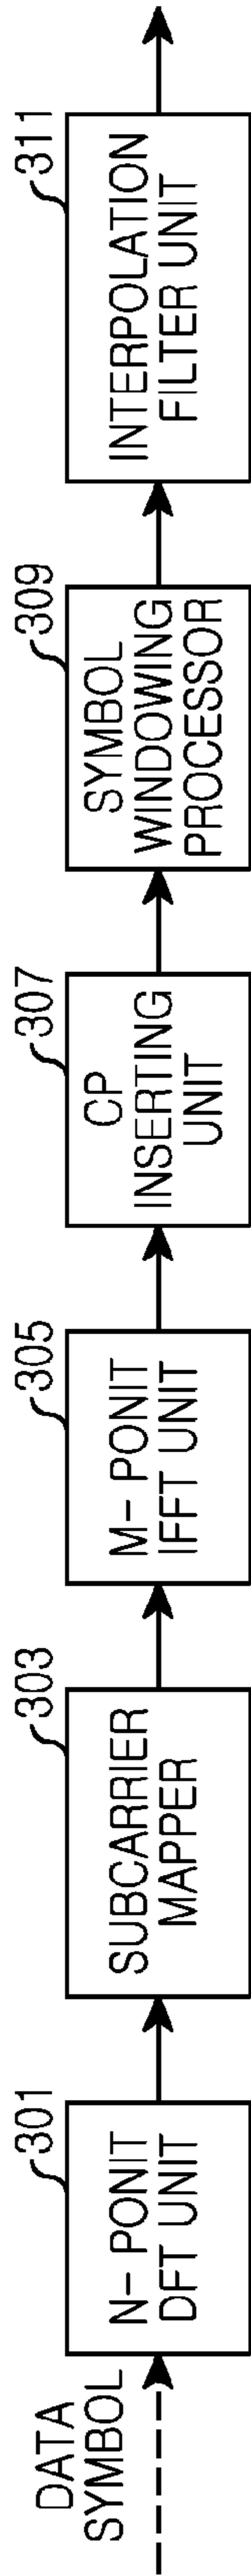 DATA
SYMBOL
301
N- PONIT
DFT UNIT
303
SUBCARRIER
MAPPER
305
M- PONIT
IFFT UNIT
307
CP
INSERTING
UNIT
309
SYMBOL
WINDOWING
PROCESSOR
311
INTERPOLATION
FILTER UNIT